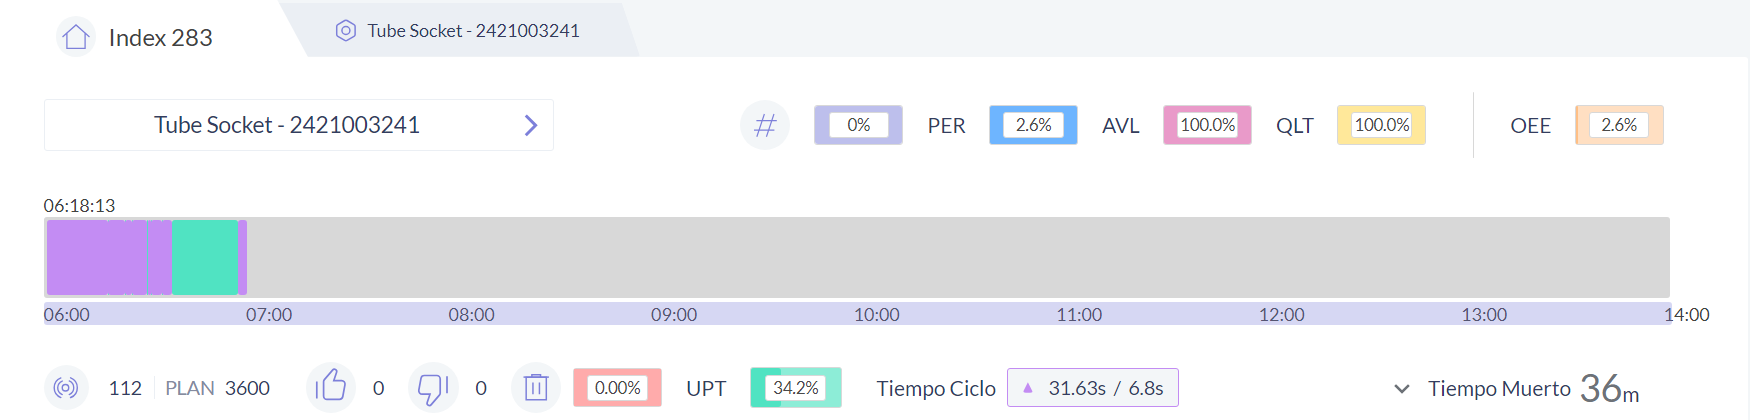 Index 283 Tube Socket - 2421003241
Tube Socket - 2421003241 # 0% PER 2.6% AVL 100.0% QLT 100.0% OEE 2.6%
06:18:13
06:00 07:00 08:00 09:00 10:00 11:00 12:00 13:00 14:00
112 PLAN 3600 0 0 0.00% UPT 34.2% Tiempo Ciclo 31.63s / 6.8s Tiempo Muerto 36m